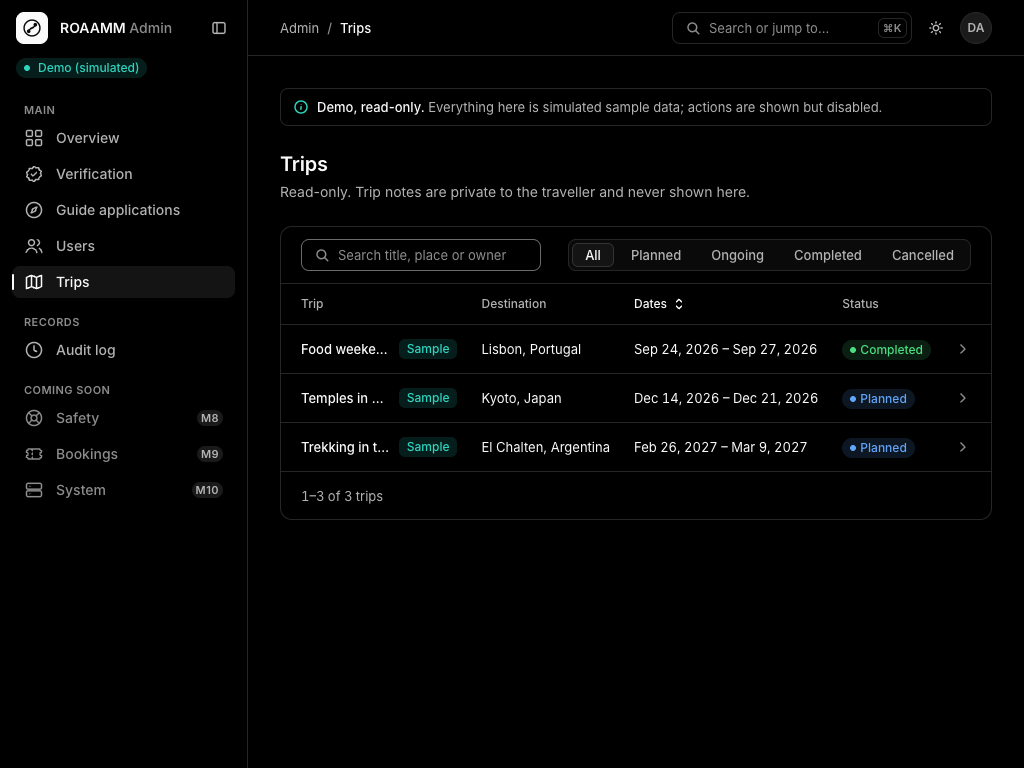 ROAAMM Admin
Demo (simulated)
MAIN
Overview
Verification
Guide applications
Users
Trips
RECORDS
Audit log
COMING SOON
Safety M8
Bookings M9
System M10
Admin / Trips
Search or jump to... ⌘K
DA
Demo, read-only. Everything here is simulated sample data; actions are shown but disabled.
Trips
Read-only. Trip notes are private to the traveller and never shown here.
Search title, place or owner
All Planned Ongoing Completed Cancelled
Trip Destination Dates Status
Food weeke... Sample Lisbon, Portugal Sep 24, 2026 – Sep 27, 2026 Completed
Temples in ... Sample Kyoto, Japan Dec 14, 2026 – Dec 21, 2026 Planned
Trekking in t... Sample El Chalten, Argentina Feb 26, 2027 – Mar 9, 2027 Planned
1–3 of 3 trips